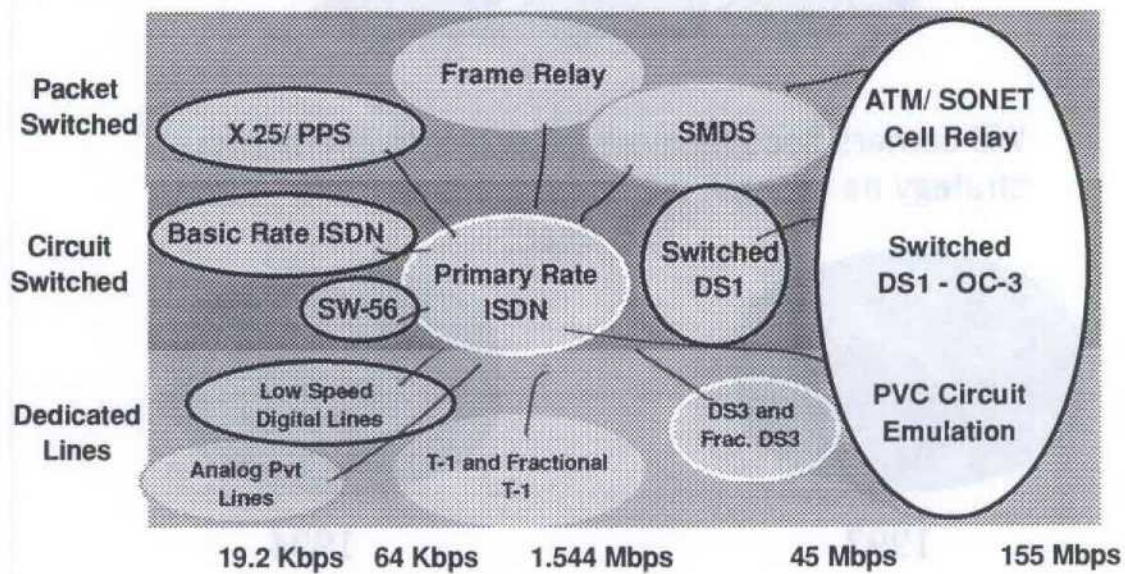 Packet
Switched
Frame Relay
X.25/ PPS
SMDS
ATM/ SONET
Cell Relay
Circuit
Switched
Basic Rate ISDN
SW-56
Primary Rate
ISDN
Switched
DS1
Switched
DS1 - OC-3
Dedicated
Lines
Low Speed
Digital Lines
Analog Pvt
Lines
T-1 and Fractional
T-1
DS3 and
Frac. DS3
PVC Circuit
Emulation
19.2 Kbps
64 Kbps
1.544 Mbps
45 Mbps
155 Mbps